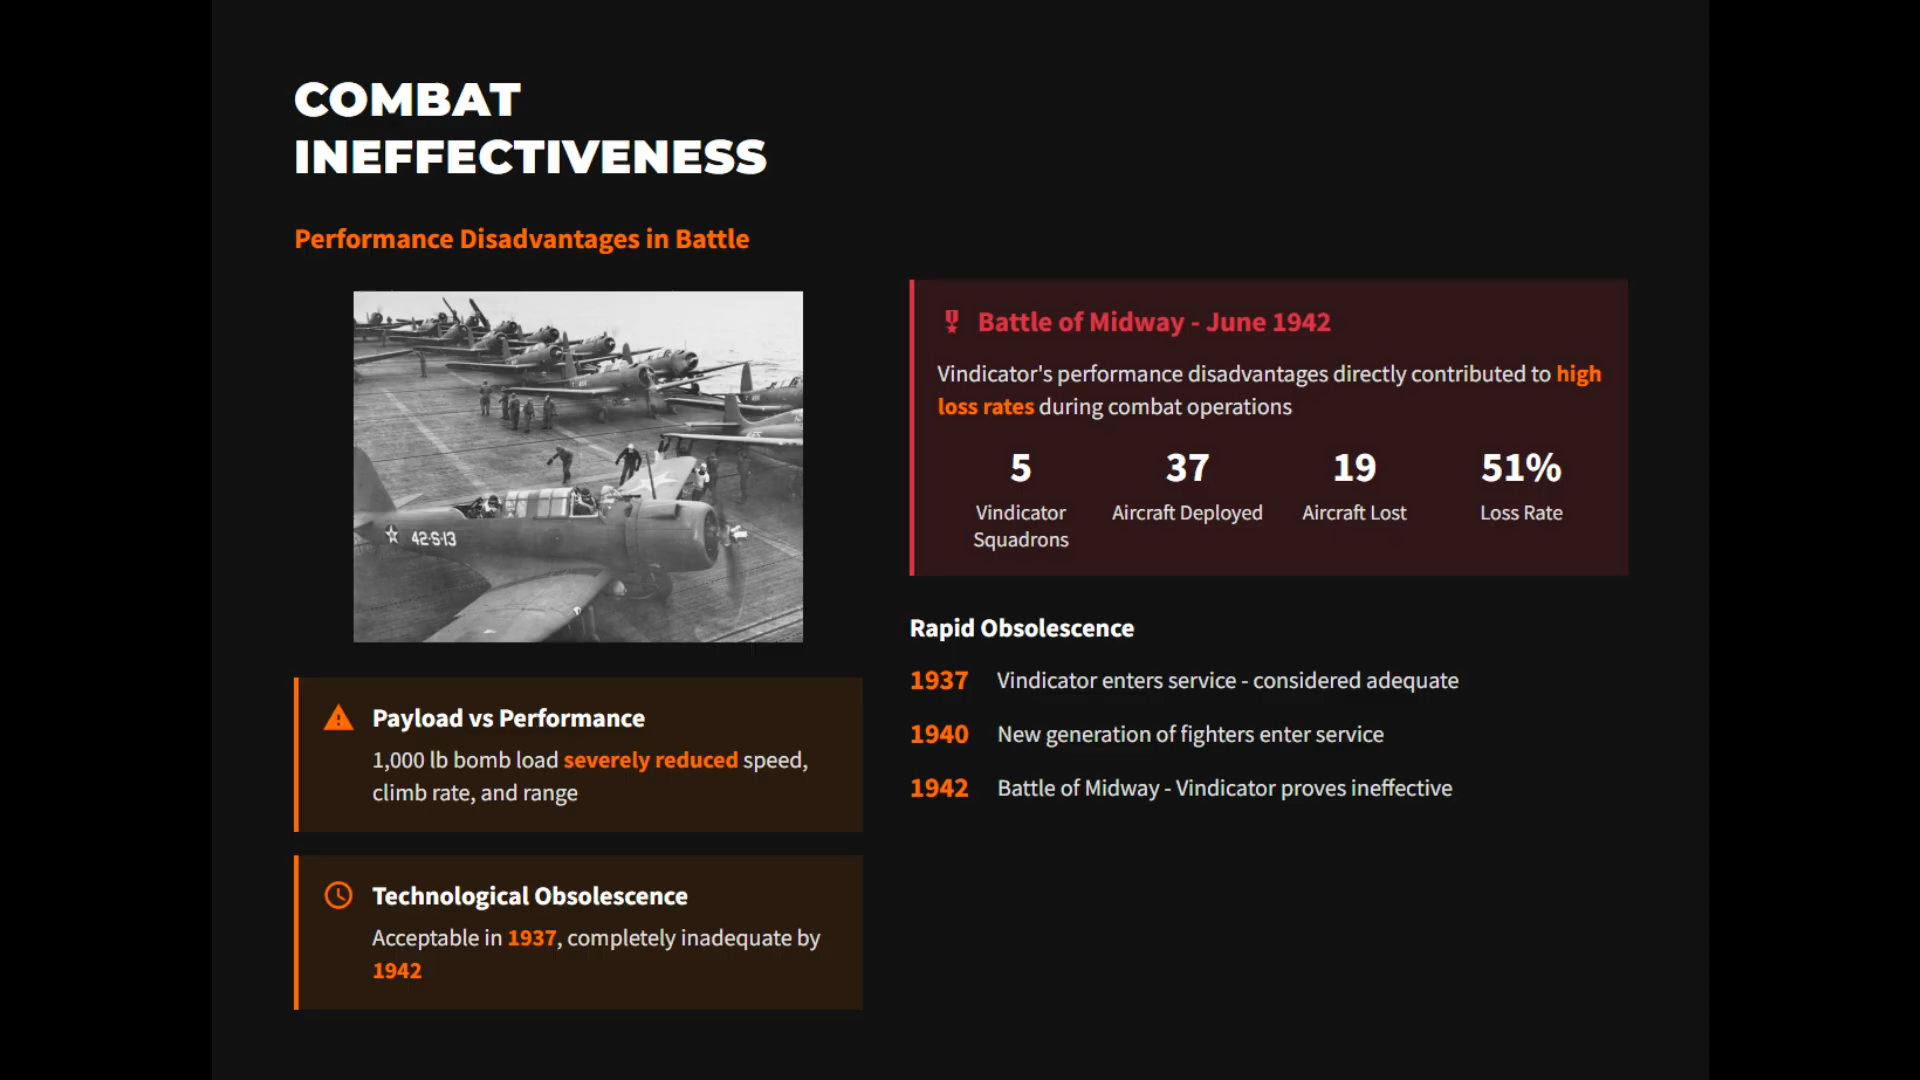 COMBAT
INEFFECTIVENESS
Performance Disadvantages in Battle
42-S-13
Payload vs Performance
1,000 lb bomb load severely reduced speed,
climb rate, and range
Technological Obsolescence
Acceptable in 1937, completely inadequate by
1942
Battle of Midway - June 1942
Vindicator's performance disadvantages directly contributed to high
loss rates during combat operations
5
Vindicator
Squadrons
37
Aircraft Deployed
19
Aircraft Lost
51%
Loss Rate
Rapid Obsolescence
1937 Vindicator enters service - considered adequate
1940 New generation of fighters enter service
1942 Battle of Midway - Vindicator proves ineffective